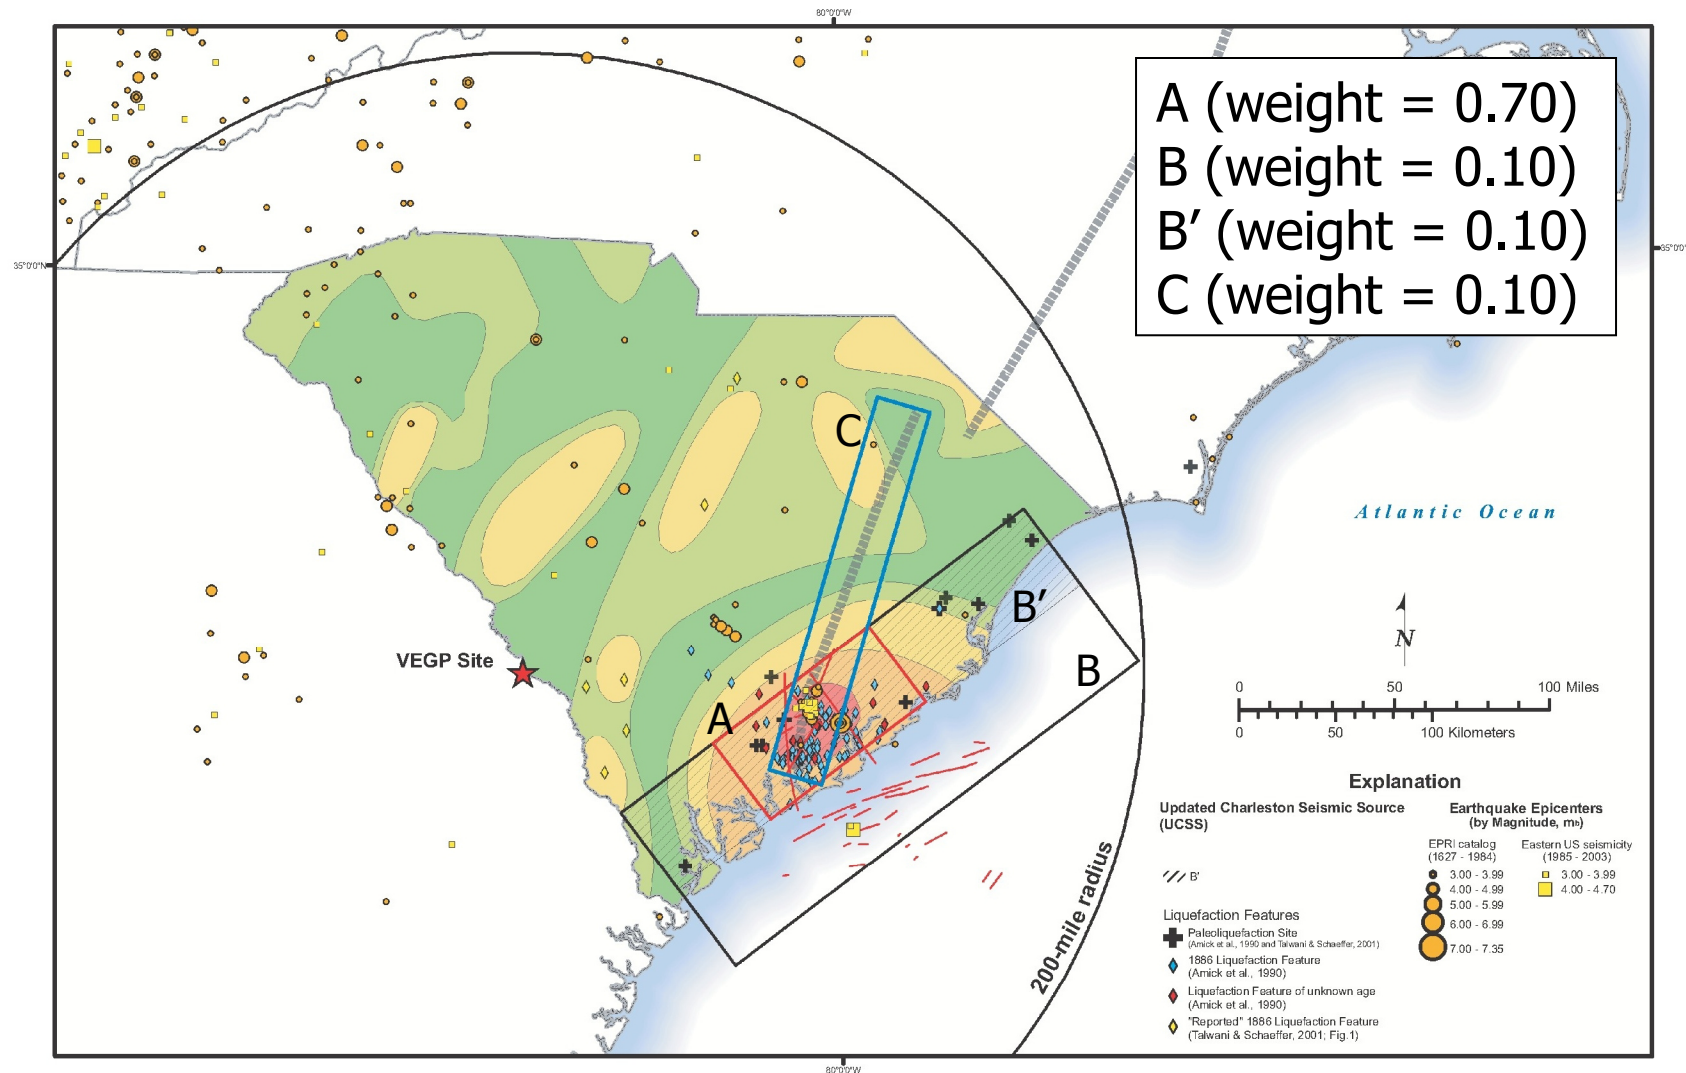 80°0'0"W
A (weight = 0.70)
B (weight = 0.10)
B′ (weight = 0.10)
C (weight = 0.10)
35°0'0"N
35°0'0"
C
Atlantic Ocean
B′
N
VEGP Site
B
A
0 50 100 Miles
0 50 100 Kilometers
200-mile radius
Explanation
Updated Charleston Seismic Source
(UCSS)
B'
Liquefaction Features
Paleoliquefaction Site
(Amick et al., 1990 and Talwani & Schaeffer, 2001)
1886 Liquefaction Feature
(Amick et al., 1990)
Liquefaction Feature of unknown age
(Amick et al., 1990)
"Reported" 1886 Liquefaction Feature
(Talwani & Schaeffer, 2001; Fig.1)
Earthquake Epicenters
(by Magnitude, mb)
EPRI catalog
(1627 - 1984)
3.00 - 3.99
4.00 - 4.99
5.00 - 5.99
6.00 - 6.99
7.00 - 7.35
Eastern US seismicity
(1985 - 2003)
3.00 - 3.99
4.00 - 4.70
80°0'0"W